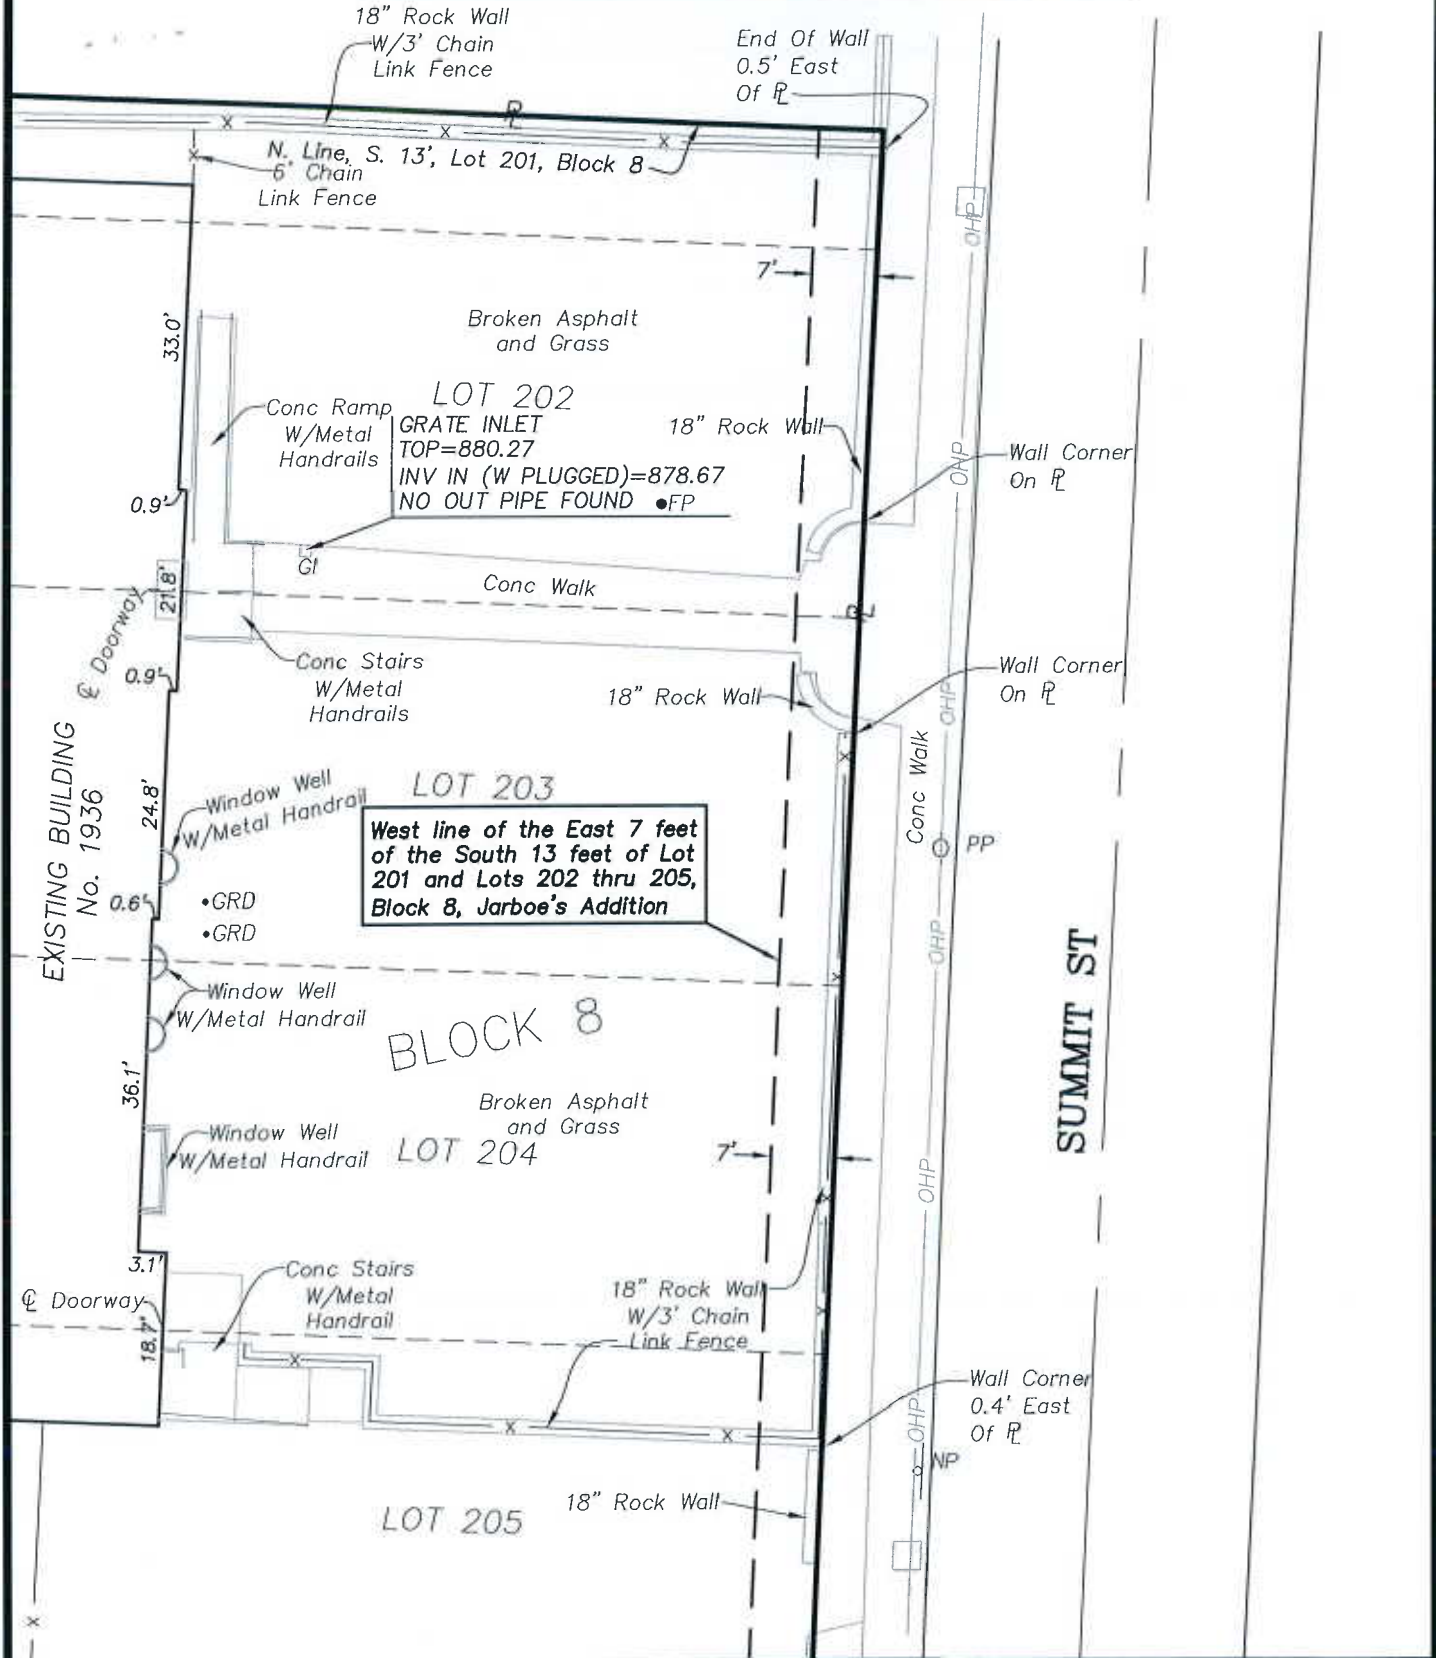 18" Rock Wall
W/3' Chain
Link Fence
End Of Wall
0.5' East
Of ℙL
ℙL
X
X
X
X
N. Line, S. 13', Lot 201, Block 8
6' Chain
Link Fence
OHP
7'
33.0'
Broken Asphalt
and Grass
LOT 202
Conc Ramp
W/Metal
Handrails
GRATE INLET
TOP=880.27
INV IN (W PLUGGED)=878.67
NO OUT PIPE FOUND
FP
18" Rock Wall
OHP
Wall Corner
On ℙL
0.9'
GI
21.8'
Conc Walk
ℙL
℄ Doorway
0.9'
Conc Stairs
W/Metal
Handrails
18" Rock Wall
Wall Corner
On ℙL
OHP
EXISTING BUILDING
No. 1936
24.8'
Window Well
W/Metal Handrail
LOT 203
X
Conc Walk
PP
West line of the East 7 feet
of the South 13 feet of Lot
201 and Lots 202 thru 205,
Block 8, Jarboe's Addition
0.6'
GRD
GRD
OHP
SUMMIT ST
X
Window Well
W/Metal Handrail
BLOCK 8
36.1'
Broken Asphalt
and Grass
Window Well
W/Metal Handrail
LOT 204
7'
OHP
X
3.1'
℄ Doorway
18.7'
Conc Stairs
W/Metal
Handrail
18" Rock Wall
W/3' Chain
Link Fence
X
X
X
X
Wall Corner
0.4' East
Of ℙL
OHP
NP
LOT 205
18" Rock Wall
X